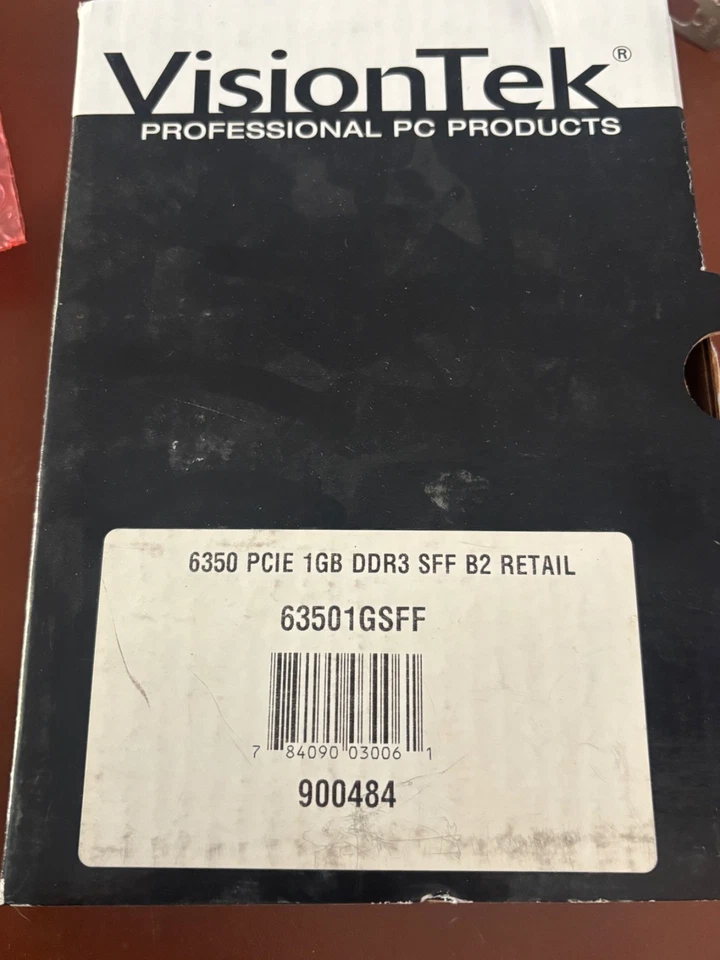 VisionTek®
PROFESSIONAL PC PRODUCTS
6350 PCIE 1GB DDR3 SFF B2 RETAIL
63501GSFF
7 84090 03006 1
900484